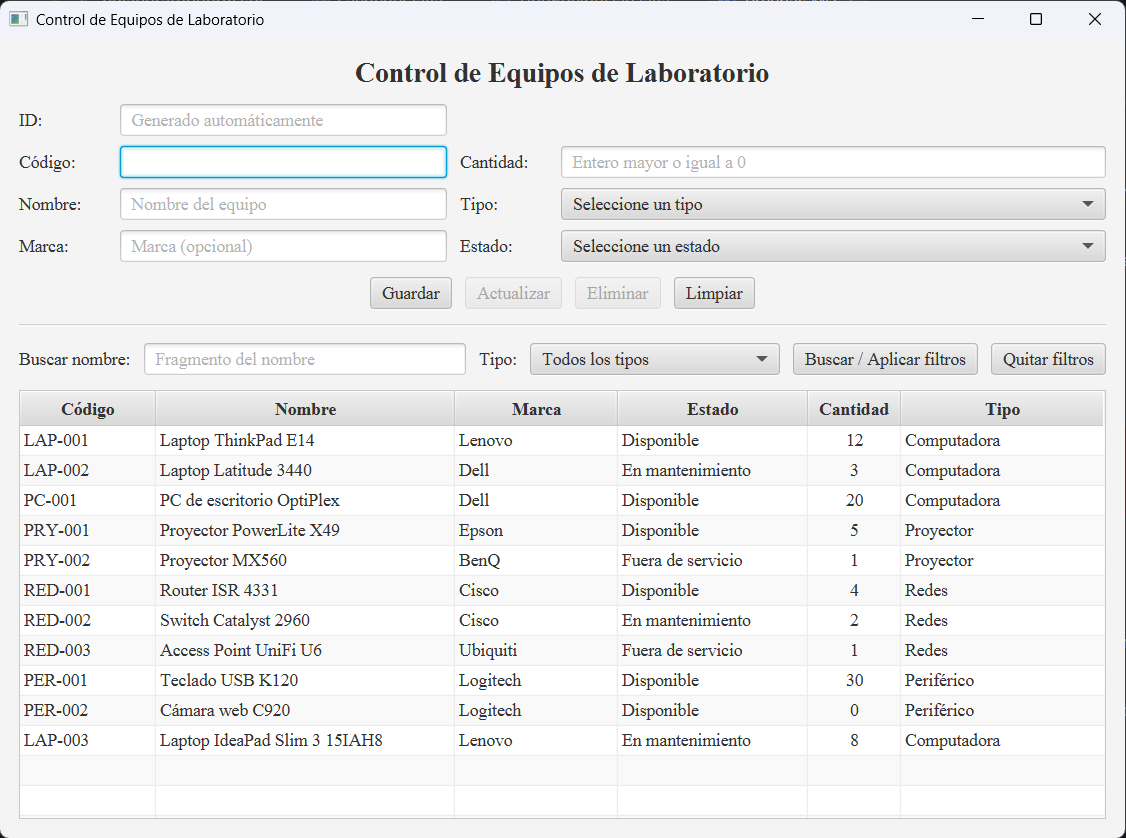 Control de Equipos de Laboratorio
Control de Equipos de Laboratorio
ID: Generado automáticamente
Código: Cantidad: Entero mayor o igual a 0
Nombre: Nombre del equipo Tipo: Seleccione un tipo
Marca: Marca (opcional) Estado: Seleccione un estado
Guardar Actualizar Eliminar Limpiar
Buscar nombre: Fragmento del nombre Tipo: Todos los tipos Buscar / Aplicar filtros Quitar filtros
Código Nombre Marca Estado Cantidad Tipo
LAP-001 Laptop ThinkPad E14 Lenovo Disponible 12 Computadora
LAP-002 Laptop Latitude 3440 Dell En mantenimiento 3 Computadora
PC-001 PC de escritorio OptiPlex Dell Disponible 20 Computadora
PRY-001 Proyector PowerLite X49 Epson Disponible 5 Proyector
PRY-002 Proyector MX560 BenQ Fuera de servicio 1 Proyector
RED-001 Router ISR 4331 Cisco Disponible 4 Redes
RED-002 Switch Catalyst 2960 Cisco En mantenimiento 2 Redes
RED-003 Access Point UniFi U6 Ubiquiti Fuera de servicio 1 Redes
PER-001 Teclado USB K120 Logitech Disponible 30 Periférico
PER-002 Cámara web C920 Logitech Disponible 0 Periférico
LAP-003 Laptop IdeaPad Slim 3 15IAH8 Lenovo En mantenimiento 8 Computadora